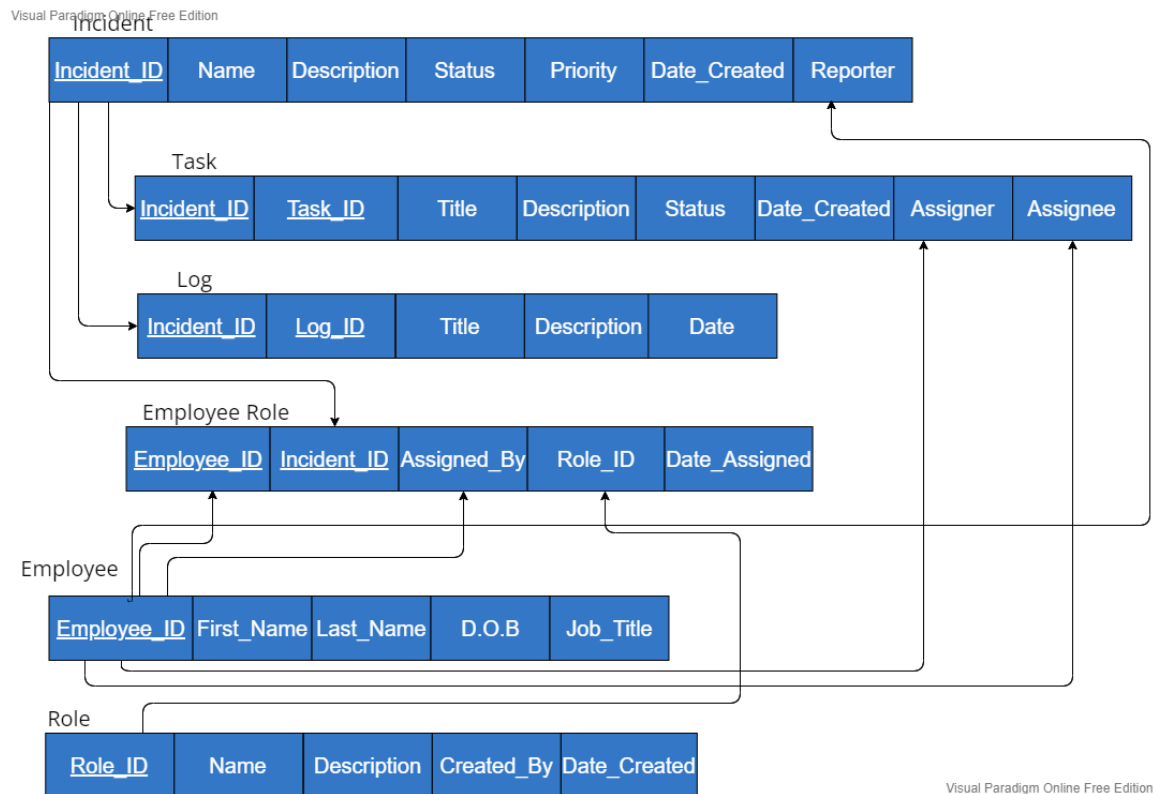 Visual Paradigm Online Free Edition
Incident
Incident_ID Name Description Status Priority Date_Created Reporter
Task
Incident_ID Task_ID Title Description Status Date_Created Assigner Assignee
Log
Incident_ID Log_ID Title Description Date
Employee Role
Employee_ID Incident_ID Assigned_By Role_ID Date_Assigned
Employee
Employee_ID First_Name Last_Name D.O.B Job_Title
Role
Role_ID Name Description Created_By Date_Created
Visual Paradigm Online Free Edition